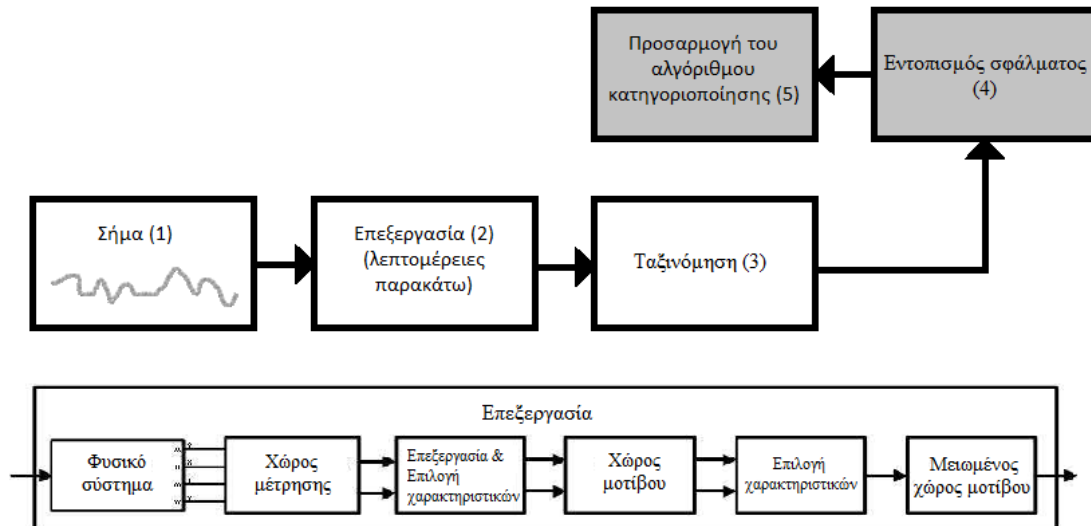 Προσαρμογή του
αλγόριθμου
κατηγοριοποίησης (5)
Εντοπισμός σφάλματος
(4)
Σήμα (1)
Επεξεργασία (2)
(λεπτομέρειες
παρακάτω)
Ταξινόμηση (3)
Επεξεργασία
Φυσικό
σύστημα
Χώρος
μέτρησης
Επεξεργασία &
Επιλογή
χαρακτηριστικών
Χώρος
μοτίβου
Επιλογή
χαρακτηριστικών
Μειωμένος
χώρος μοτίβου